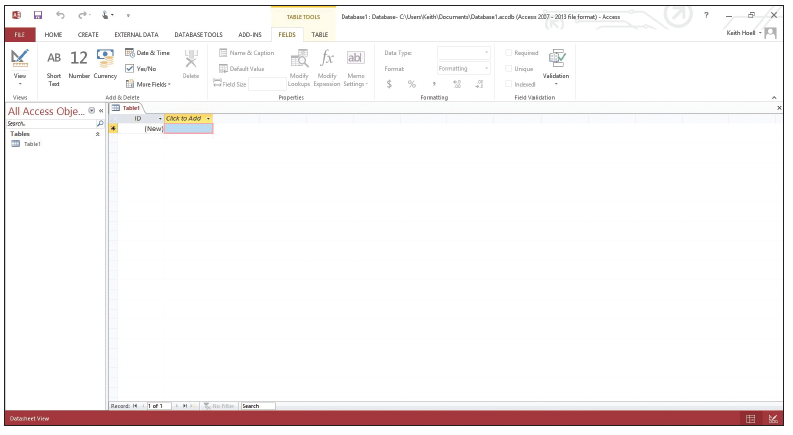 TABLE TOOLS
Database1 : Database- C:\Users\Keith\Documents\Database1.accdb (Access 2007 - 2013 file format) - Access
?
FILE HOME CREATE EXTERNAL DATA DATABASE TOOLS ADD-INS FIELDS TABLE Keith Hoell
View
Views
AB Short Text
12 Number
Currency
Date & Time
Yes/No
More Fields
Delete
Add & Delete
Name & Caption
Default Value
Field Size
Modify Lookups
fx Modify Expression
abl Memo Settings
Properties
Data Type:
Format: Formatting
$ % ,
Formatting
Required
Unique
Indexed
Validation
Field Validation
All Access Obje...
Search...
Tables
Table1
Table1
ID Click to Add
(New)
Record: 1 of 1 No Filter Search
Datasheet View